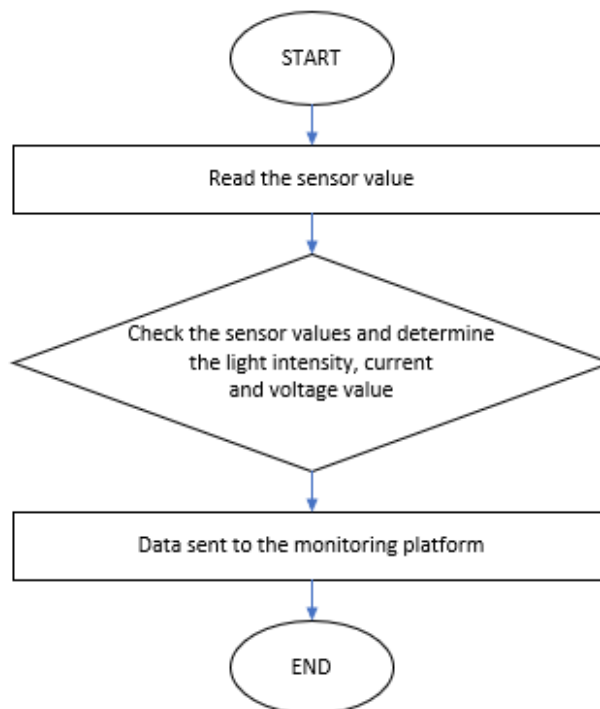 START
Read the sensor value
Check the sensor values and determine
the light intensity, current
and voltage value
Data sent to the monitoring platform
END